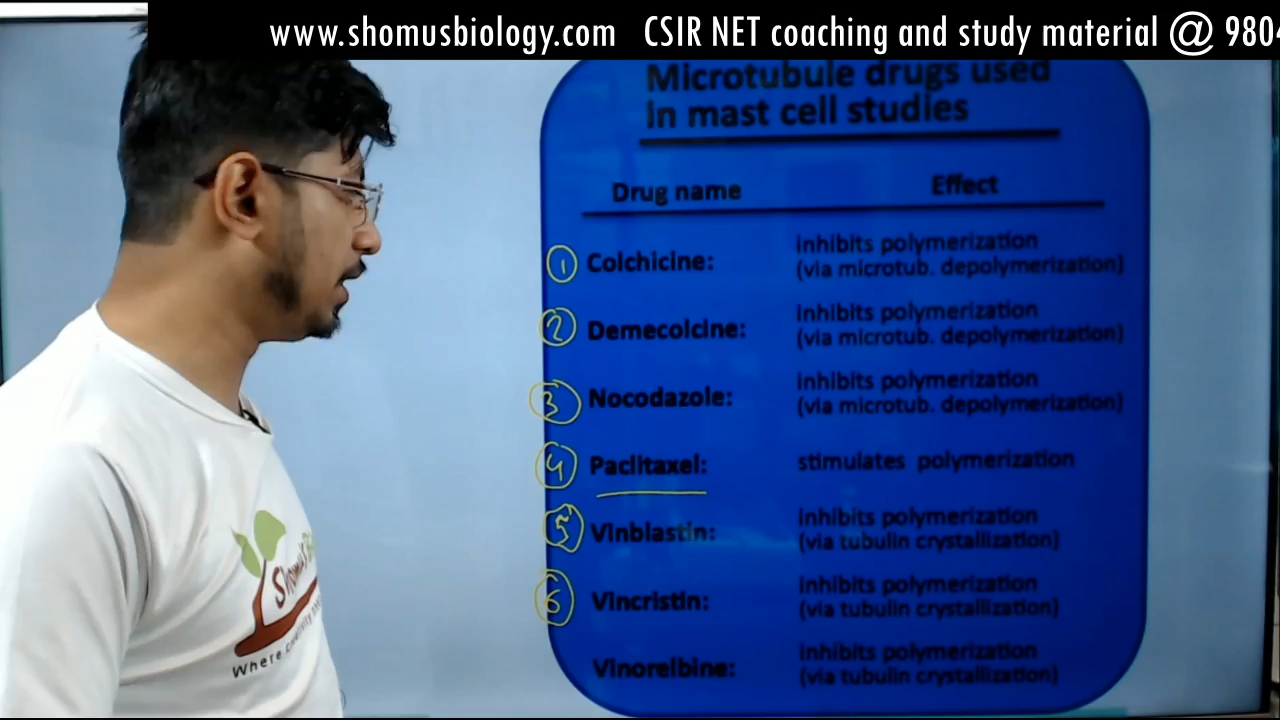 www.shomusbiology.com CSIR NET coaching and study material @ 980
Microtubule drugs used
in mast cell studies
Drug name Effect
1 Colchicine: inhibits polymerization
(via microtub. depolymerization)
2 Demecolcine: inhibits polymerization
(via microtub. depolymerization)
3 Nocodazole: inhibits polymerization
(via microtub. depolymerization)
4 Paclitaxel: stimulates polymerization
5 Vinblastin: inhibits polymerization
(via tubulin crystallization)
6 Vincristin: inhibits polymerization
(via tubulin crystallization)
Vinorelbine: inhibits polymerization
(via tubulin crystallization)
Shomu's
Where